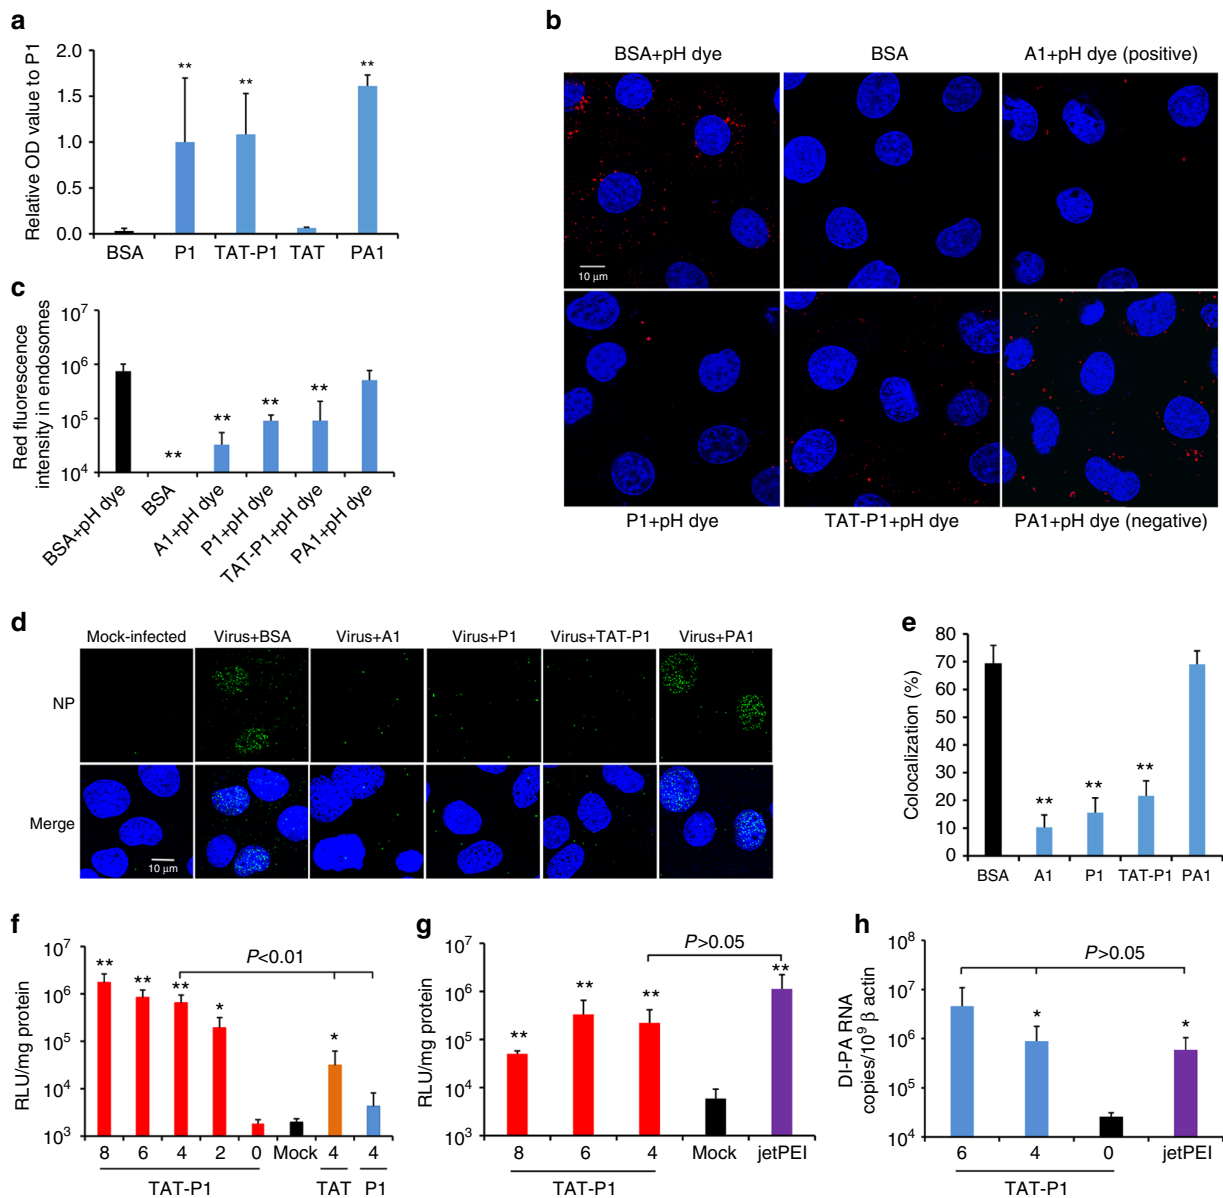 a
Relative OD value to P1
2.0
1.5
1.0
0.5
0.0
** ** **
BSA P1 TAT-P1 TAT PA1
b
BSA+pH dye BSA A1+pH dye (positive)
10 μm
P1+pH dye TAT-P1+pH dye PA1+pH dye (negative)
c
Red fluorescence
intensity in endosomes
10⁷
10⁶
10⁵
10⁴
** ** ** **
BSA+pH dye BSA A1+pH dye P1+pH dye TAT-P1+pH dye PA1+pH dye
d
Mock-infected Virus+BSA Virus+A1 Virus+P1 Virus+TAT-P1 Virus+PA1
NP
Merge
10 μm
e
Colocalization (%)
80
70
60
50
40
30
20
10
0
** ** **
BSA A1 P1 TAT-P1 PA1
f
RLU/mg protein
10⁷
10⁶
10⁵
10⁴
10³
P<0.01
** ** ** * *
8 6 4 2 0 Mock 4 4
TAT-P1 TAT P1
g
RLU/mg protein
10⁷
10⁶
10⁵
10⁴
10³
P>0.05
** ** ** **
8 6 4 Mock jetPEI
TAT-P1
h
DI-PA RNA
copies/10⁹ β actin
10⁸
10⁷
10⁶
10⁵
10⁴
P>0.05
* *
6 4 0 jetPEI
TAT-P1